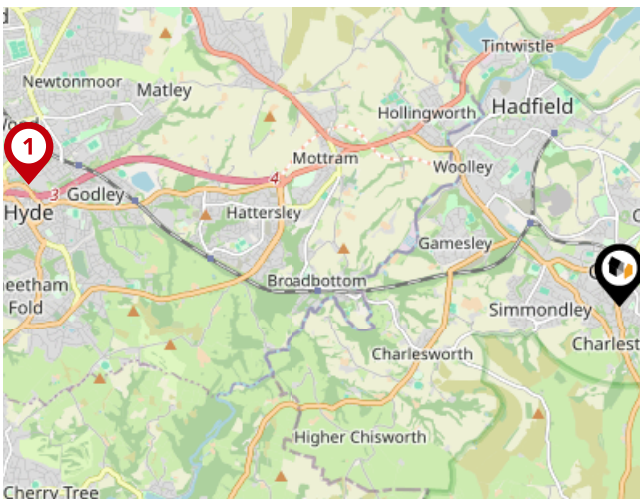 Tintwistle
Newtonmoor
Matley
Hadfield
Hollingworth
1
Mottram
4
Woolley
3
Godley
Hyde
Hattersley
Gamesley
Broadbottom
eetham
Fold
Simmondley
Charlest
Charlesworth
Higher Chisworth
Cherry Tree